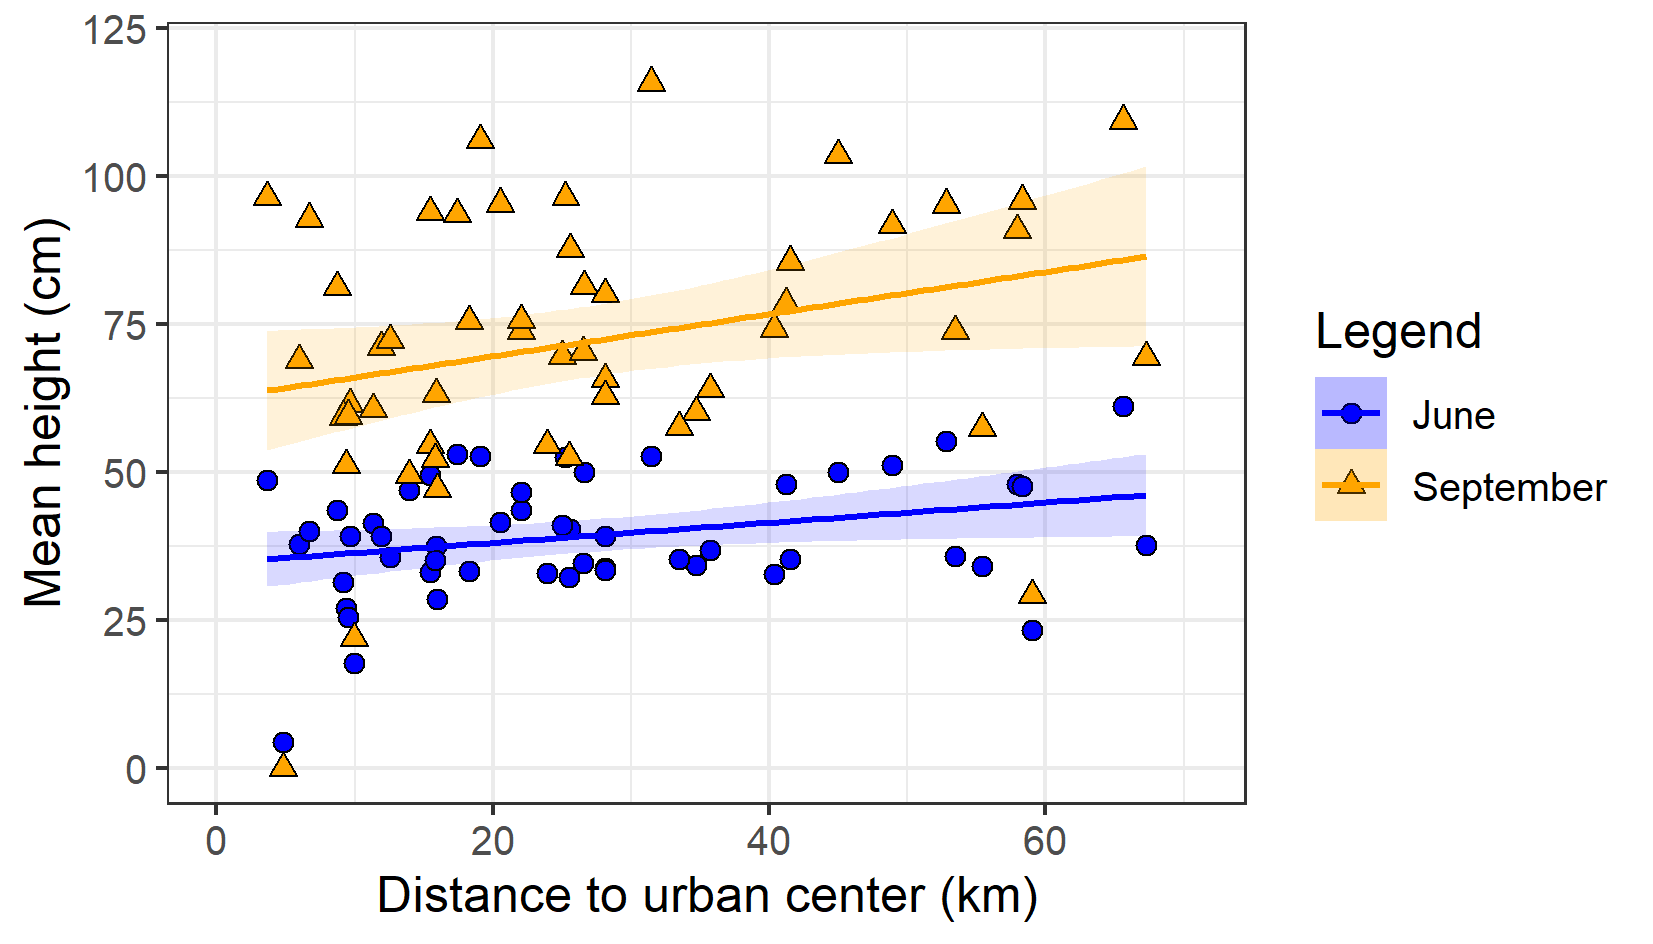 125
100
75
50
25
0
0 20 40 60
Mean height (cm)
Distance to urban center (km)
Legend
June
September